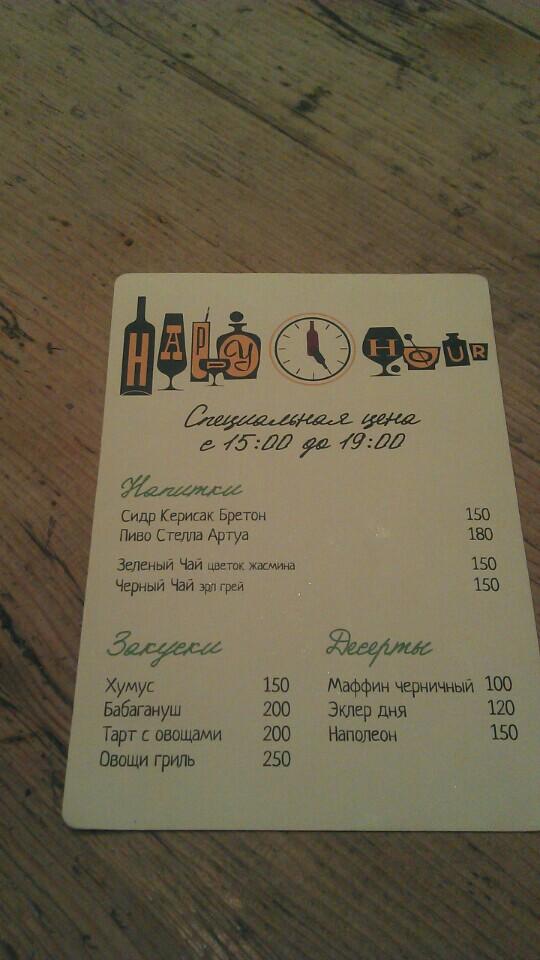 HAPPY HOUR
Специальная цена
с 15:00 до 19:00
Напитки
Сидр Керисак Бретон 150
Пиво Стелла Артуа 180
Зеленый Чай цветок жасмина 150
Черный Чай эрл грей 150
Закуски
Хумус 150
Бабагануш 200
Тарт с овощами 200
Овощи гриль 250
Десерты
Маффин черничный 100
Эклер дня 120
Наполеон 150